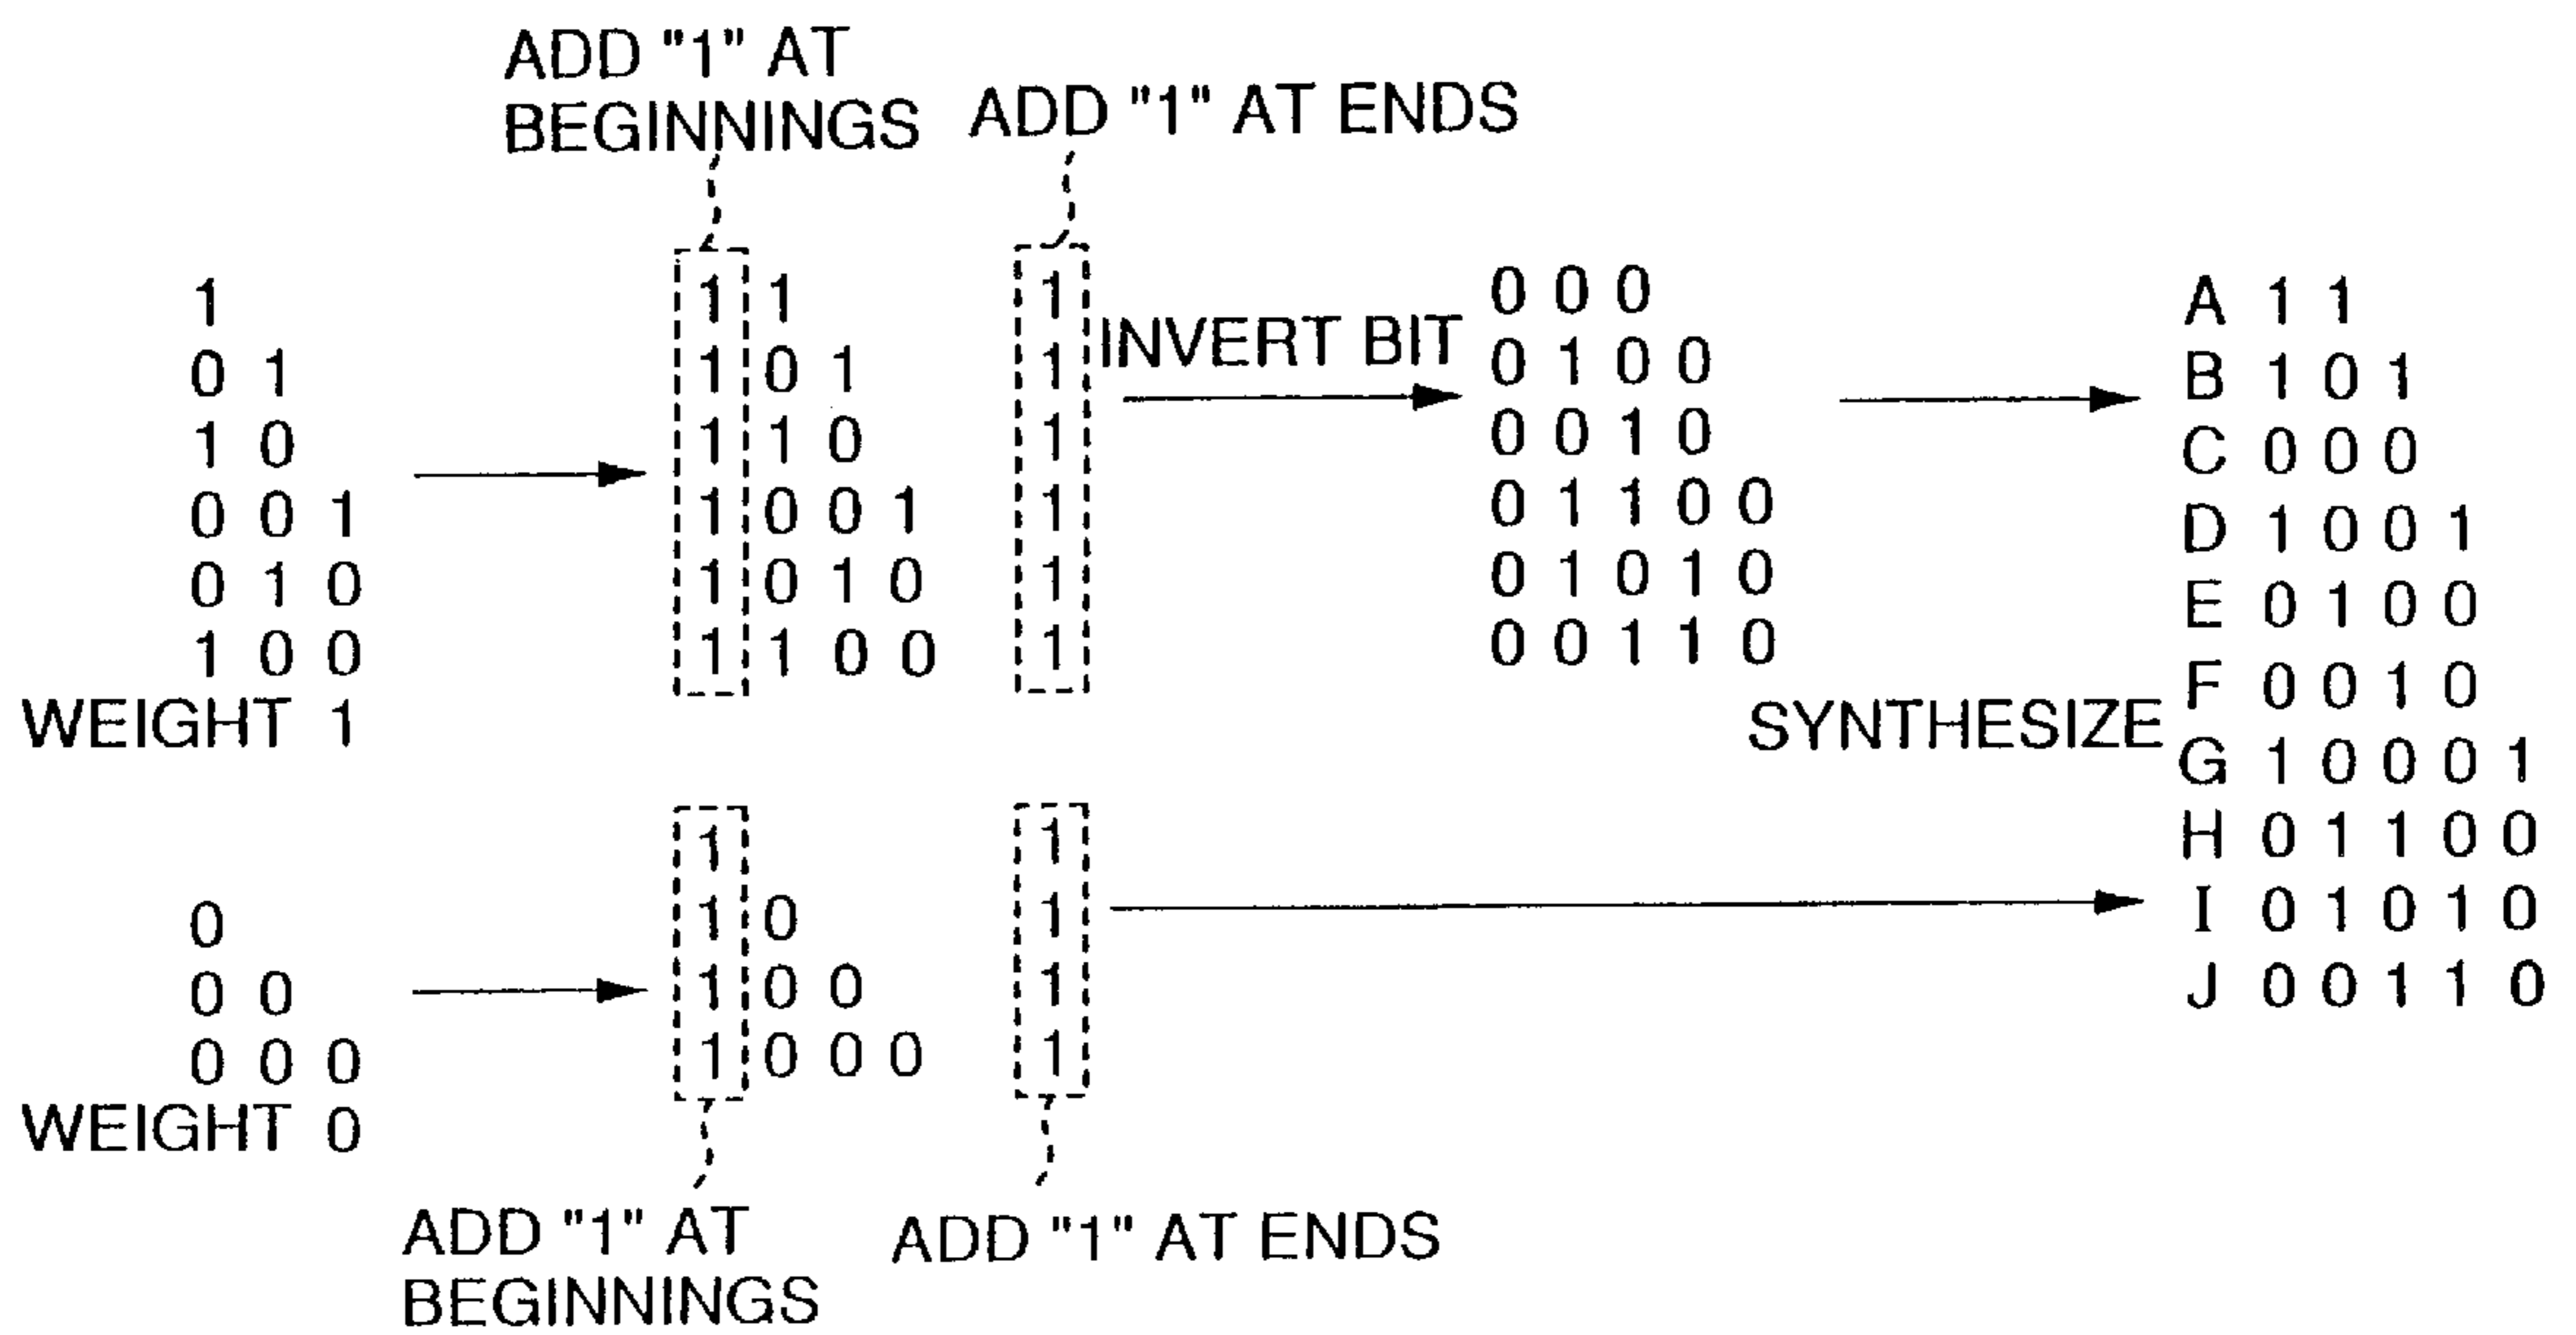 ADD "1" AT
BEGINNINGS
ADD "1" AT ENDS
1
0 1
1 0
0 0 1
0 1 0
1 0 0
WEIGHT 1
1 1 1
1 0 1 1
1 1 0 1
1 0 0 1 1
1 0 1 0 1
1 1 0 0 1
INVERT BIT
0 0 0
0 1 0 0
0 0 1 0
0 1 1 0 0
0 1 0 1 0
0 0 1 1 0
0
0 0
0 0 0
WEIGHT 0
1 1
1 0 1
1 0 0 1
1 0 0 0 1
ADD "1" AT
BEGINNINGS
ADD "1" AT ENDS
SYNTHESIZE
A 1 1
B 1 0 1
C 0 0 0
D 1 0 0 1
E 0 1 0 0
F 0 0 1 0
G 1 0 0 0 1
H 0 1 1 0 0
I 0 1 0 1 0
J 0 0 1 1 0